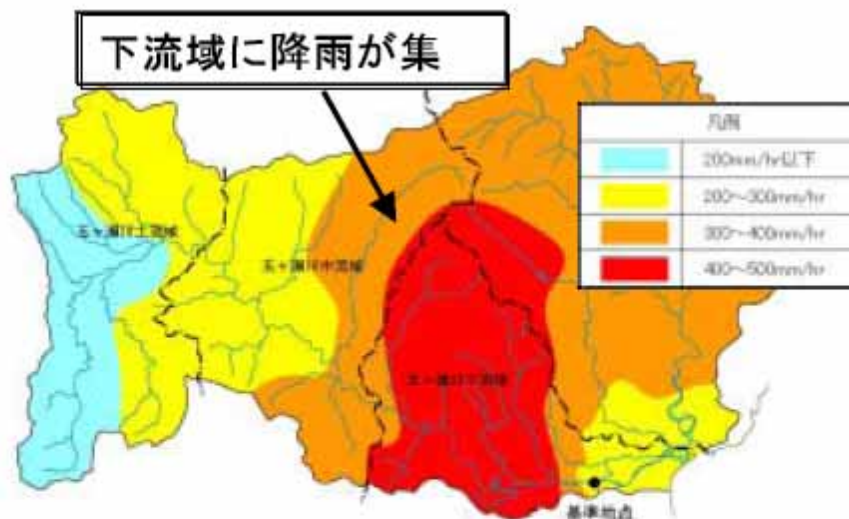 下流域に降雨が集
凡例
200mm/hr以下
200～300mm/hr
300～400mm/hr
400～500mm/hr
五ヶ瀬川上流域
五ヶ瀬川中流域
五ヶ瀬川下流域
基準地点